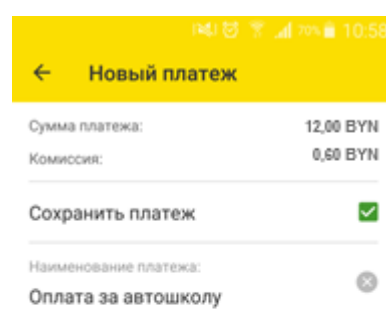 70% 10:58
Новый платеж
Сумма платежа: 12,00 BYN
Комиссия: 0,60 BYN
Сохранить платеж
Наименование платежа:
Оплата за автошколу